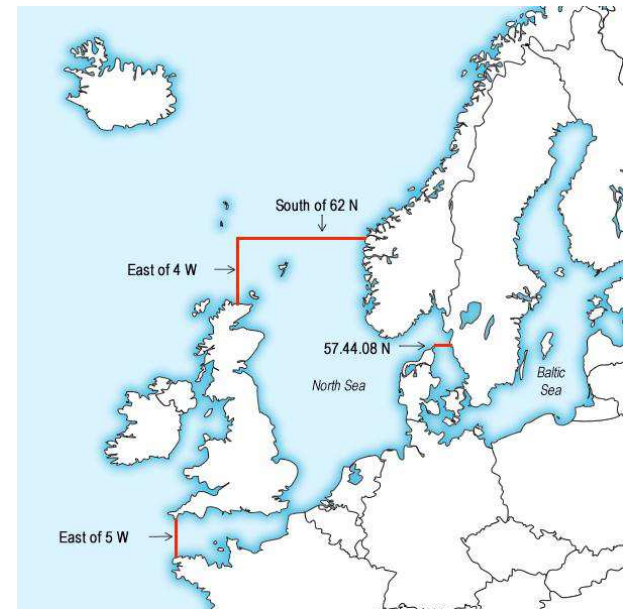 South of 62 N
East of 4 W
57.44.08 N
North Sea
Baltic
Sea
East of 5 W